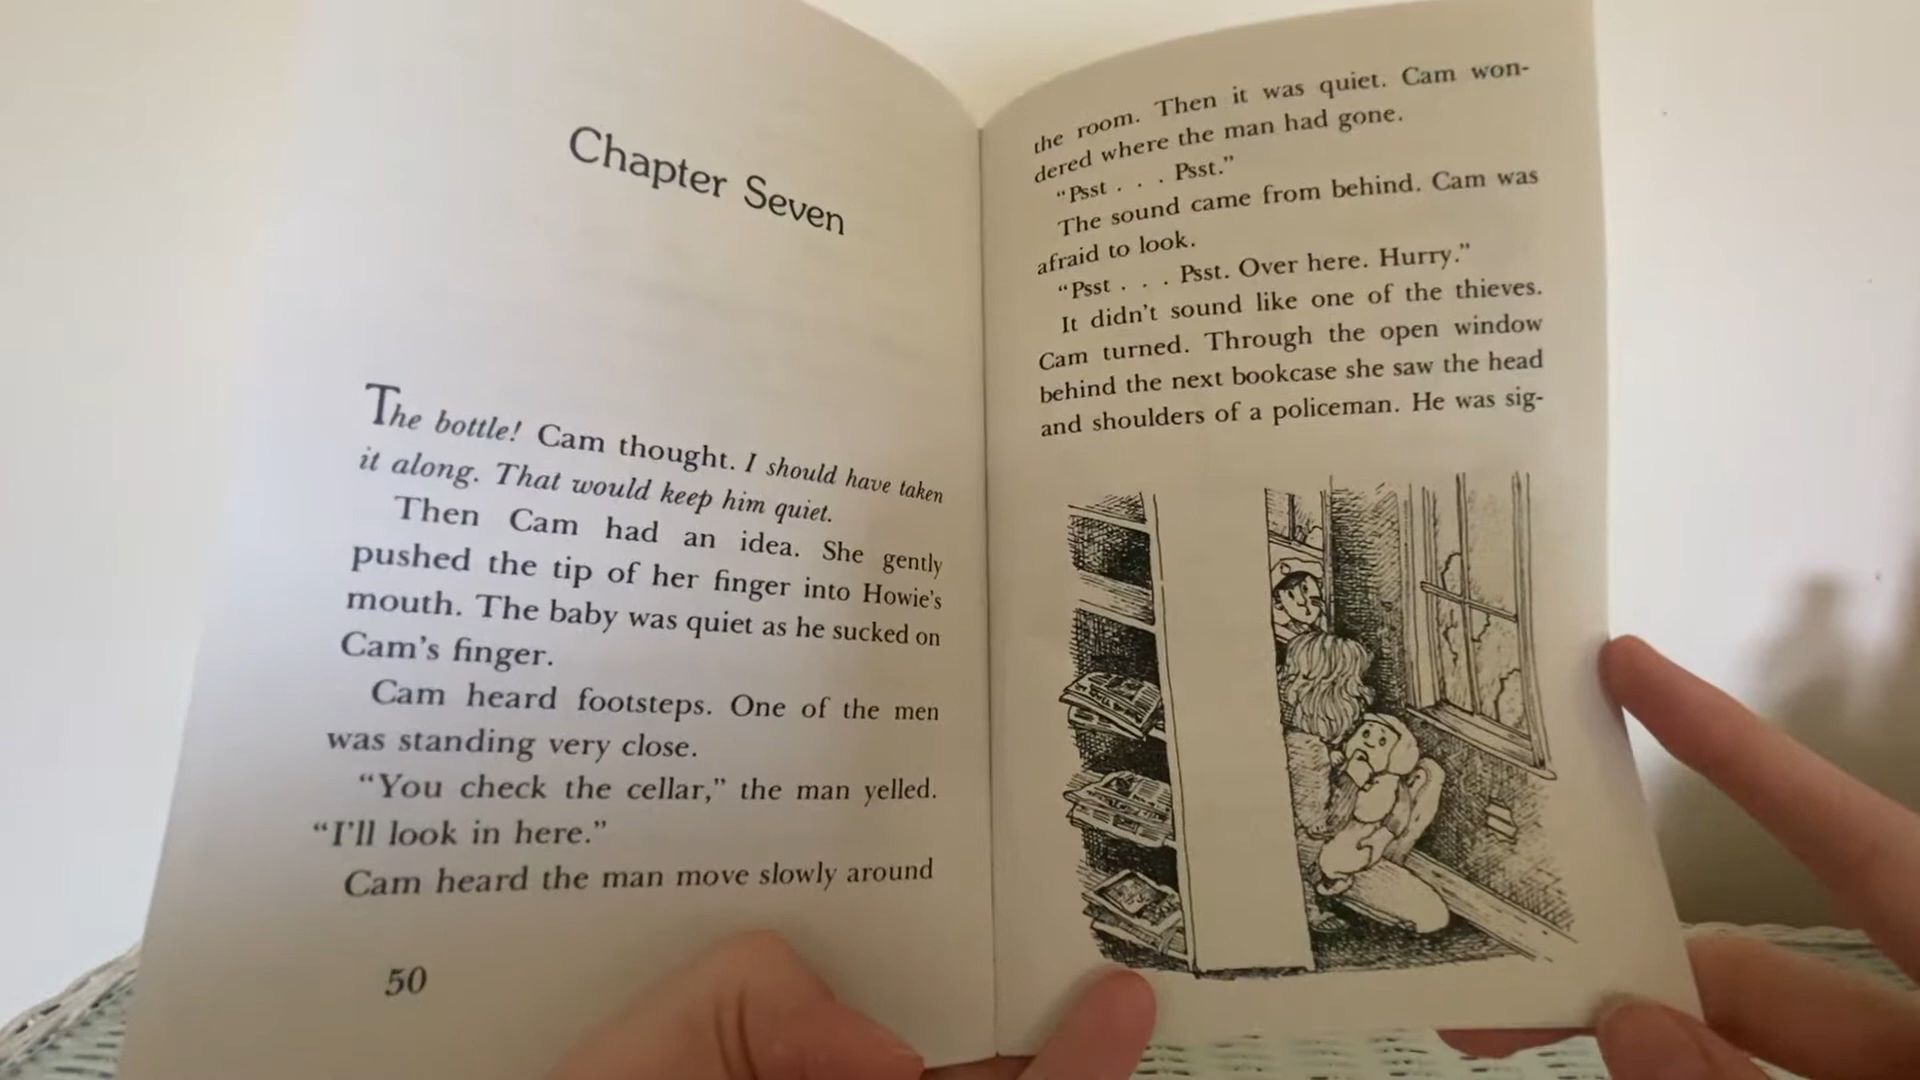 Chapter Seven
The bottle! Cam thought. I should have taken
it along. That would keep him quiet.
Then Cam had an idea. She gently
pushed the tip of her finger into Howie's
mouth. The baby was quiet as he sucked on
Cam's finger.
Cam heard footsteps. One of the men
was standing very close.
“You check the cellar,” the man yelled.
“I'll look in here.”
Cam heard the man move slowly around
50
the room. Then it was quiet. Cam won-
dered where the man had gone.
“Psst . . . Psst.”
The sound came from behind. Cam was
afraid to look.
“Psst . . . Psst. Over here. Hurry.”
It didn't sound like one of the thieves.
Cam turned. Through the open window
behind the next bookcase she saw the head
and shoulders of a policeman. He was sig-